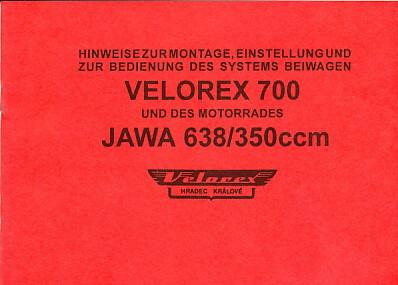 HINWEISE ZUR MONTAGE, EINSTELLUNG UND
ZUR BEDIENUNG DES SYSTEMS BEIWAGEN
VELOREX 700
UND DES MOTORRADES
JAWA 638/350ccm
Velorex
HRADEC KRÁLOVÉ